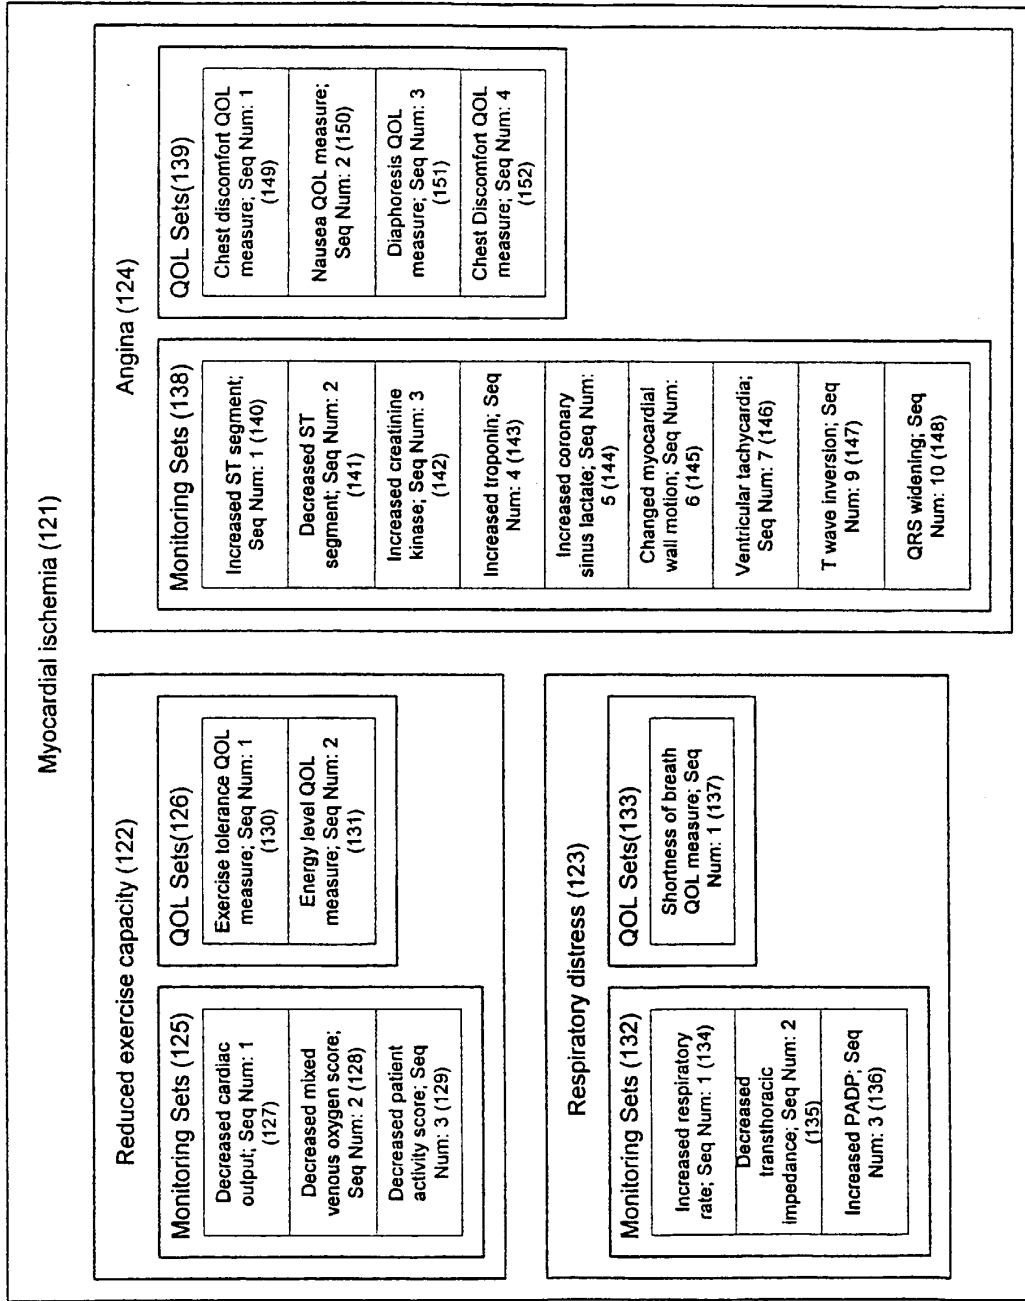 Myocardial ischemia (121)
Reduced exercise capacity (122)
Monitoring Sets (125)
Decreased cardiac
output; Seq Num: 1
(127)
Decreased mixed
venous oxygen score;
Seq Num: 2 (128)
Decreased patient
activity score; Seq
Num: 3 (129)
QOL Sets(126)
Exercise tolerance QOL
measure; Seq Num: 1
(130)
Energy level QOL
measure; Seq Num: 2
(131)
Respiratory distress (123)
Monitoring Sets (132)
Increased respiratory
rate; Seq Num: 1 (134)
Decreased
transthoracic
impedance; Seq Num: 2
(135)
Increased PADP; Seq
Num: 3 (136)
QOL Sets(133)
Shortness of breath
QOL measure; Seq
Num: 1 (137)
Angina (124)
Monitoring Sets (138)
Increased ST segment;
Seq Num: 1 (140)
Decreased ST
segment; Seq Num: 2
(141)
Increased creatinine
kinase; Seq Num: 3
(142)
Increased troponin; Seq
Num: 4 (143)
Increased coronary
sinus lactate; Seq Num:
5 (144)
Changed myocardial
wall motion; Seq Num:
6 (145)
Ventricular tachycardia;
Seq Num: 7 (146)
T wave inversion; Seq
Num: 9 (147)
QRS widening; Seq
Num: 10 (148)
QOL Sets(139)
Chest discomfort QOL
measure; Seq Num: 1
(149)
Nausea QOL measure;
Seq Num: 2 (150)
Diaphoresis QOL
measure; Seq Num: 3
(151)
Chest Discomfort QOL
measure; Seq Num: 4
(152)